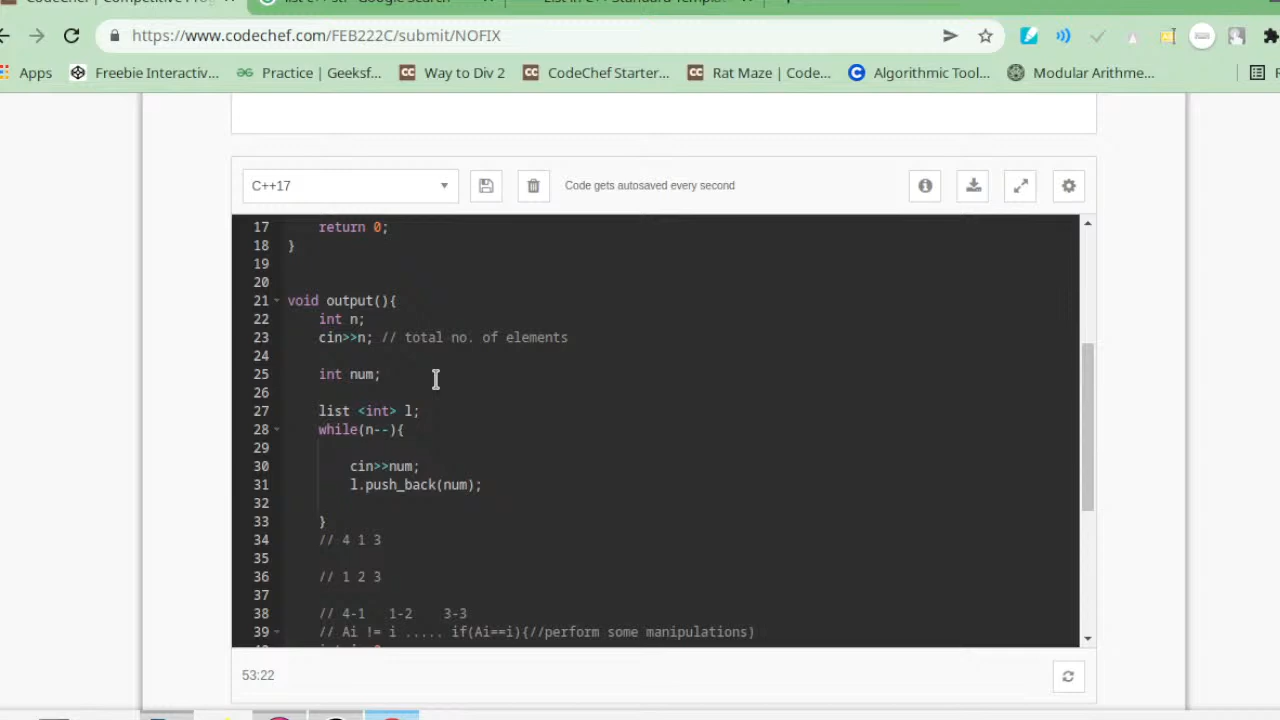 https://www.codechef.com/FEB222C/submit/NOFIX
Apps Freebie Interactiv... Practice | Geeksf... Way to Div 2 CodeChef Starter... Rat Maze | Code... Algorithmic Tool... Modular Arithme...
C++17 Code gets autosaved every second
17 return 0;
18 }
19
20
21 void output(){
22 int n;
23 cin>>n; // total no. of elements
24
25 int num;
26
27 list <int> l;
28 while(n--){
29
30 cin>>num;
31 l.push_back(num);
32
33 }
34 // 4 1 3
35
36 // 1 2 3
37
38 // 4-1 1-2 3-3
39 // Ai != i ..... if(Ai==i){//perform some manipulations)
53:22